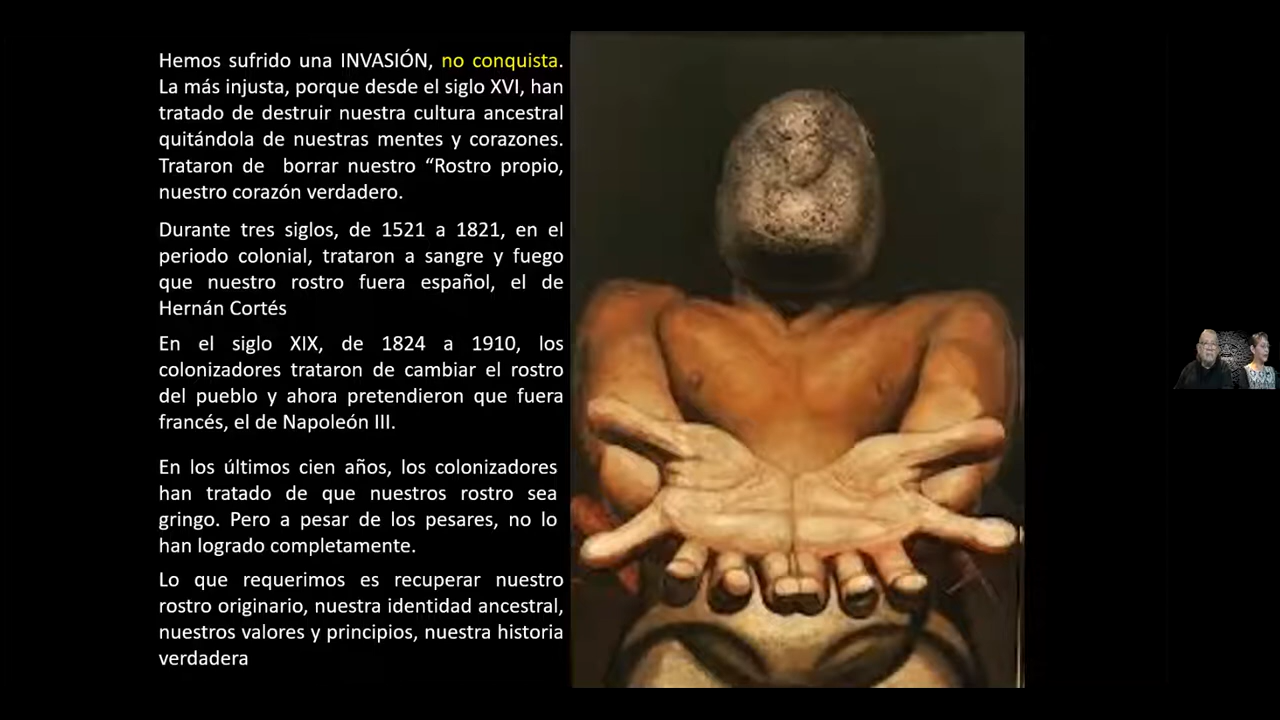 Hemos sufrido una INVASIÓN, no conquista.
La más injusta, porque desde el siglo XVI, han
tratado de destruir nuestra cultura ancestral
quitándola de nuestras mentes y corazones.
Trataron de borrar nuestro “Rostro propio,
nuestro corazón verdadero.
Durante tres siglos, de 1521 a 1821, en el
periodo colonial, trataron a sangre y fuego
que nuestro rostro fuera español, el de
Hernán Cortés
En el siglo XIX, de 1824 a 1910, los
colonizadores trataron de cambiar el rostro
del pueblo y ahora pretendieron que fuera
francés, el de Napoleón III.
En los últimos cien años, los colonizadores
han tratado de que nuestros rostro sea
gringo. Pero a pesar de los pesares, no lo
han logrado completamente.
Lo que requerimos es recuperar nuestro
rostro originario, nuestra identidad ancestral,
nuestros valores y principios, nuestra historia
verdadera